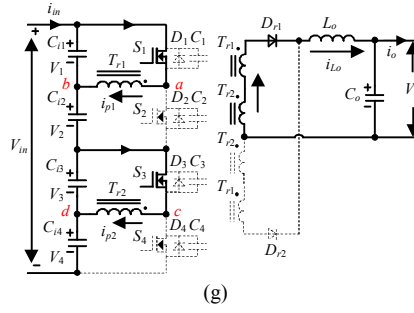 i_in
+
C_i1
V_1
b
T_r1
i_p1
S_1
D_1 C_1
a
D_2 C_2
S_2
C_i2
V_2
V_in
C_i3
V_3
d
T_r2
i_p2
S_3
D_3 C_3
c
D_4 C_4
S_4
C_i4
V_4
−
D_r1
L_o
i_Lo
i_o
T_r1
T_r2
C_o
V
T_r2
T_r1
D_r2
(g)